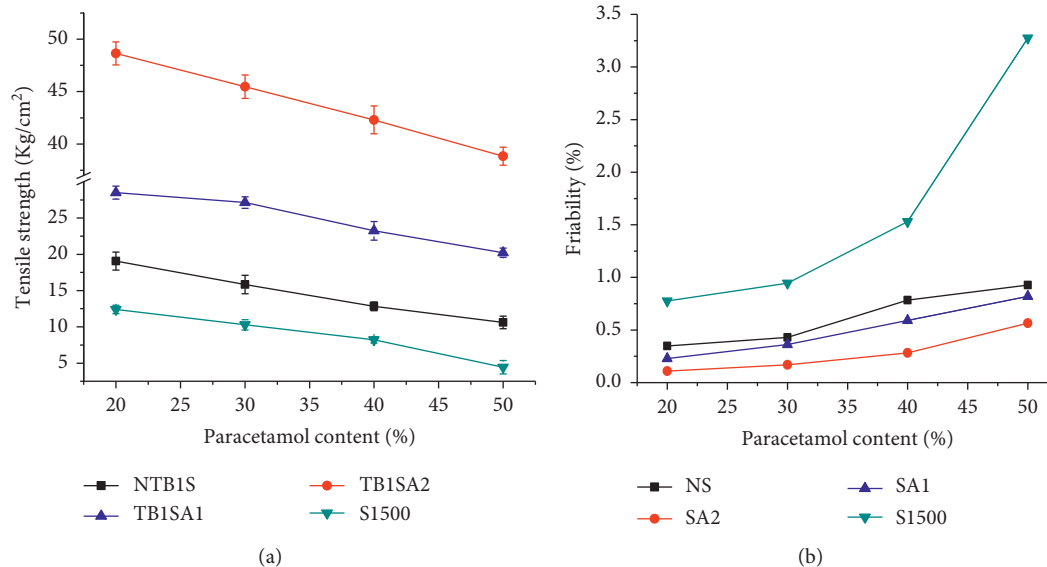 50
45
40
25
20
15
10
5
Tensile strength (Kg/cm²)
20 25 30 35 40 45 50
Paracetamol content (%)
NTB1S TB1SA2
TB1SA1 S1500
(a)
3.5
3.0
2.5
2.0
1.5
1.0
0.5
0.0
Friability (%)
20 25 30 35 40 45 50
Paracetamol content (%)
NS SA1
SA2 S1500
(b)